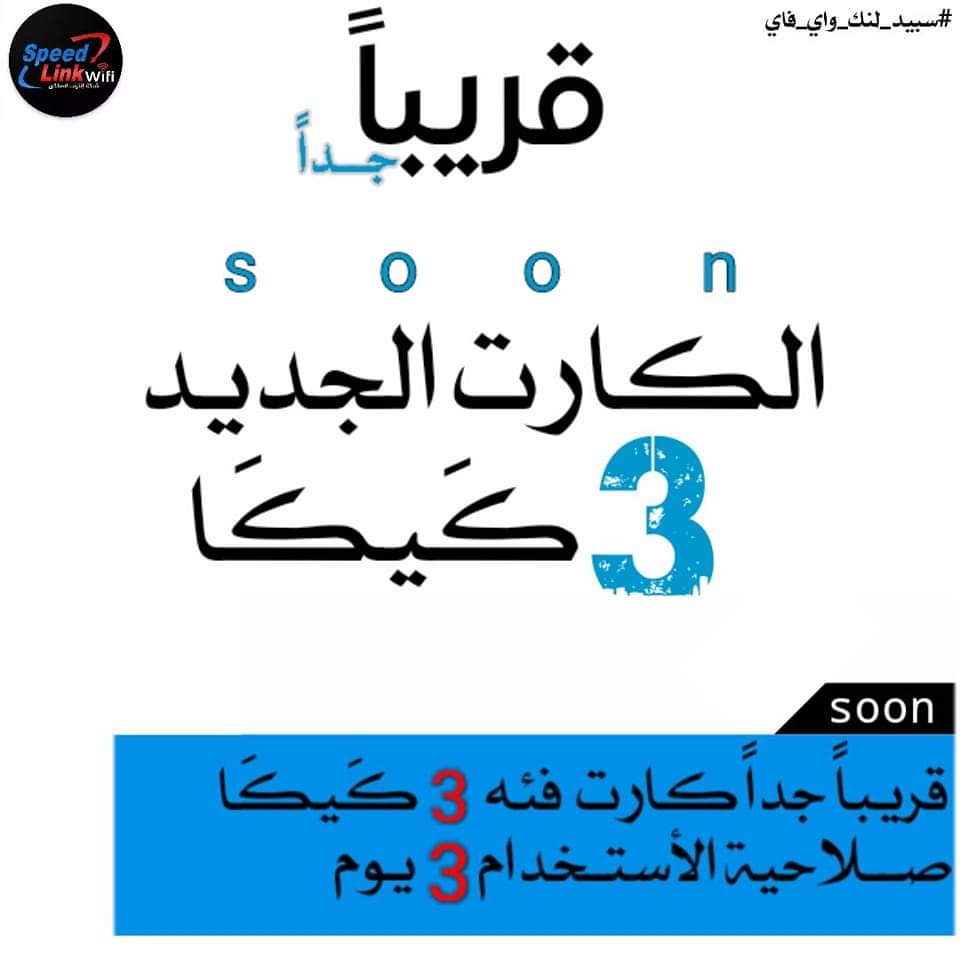 #سبيد_لنك_واي_فاي
Speed
Link Wifi
قريباً
جداً
soon
الكارت الجديد
3 كَيكَا
soon
قريباً جداً كارت فئه 3 كَيكَا
صلاحية الأستخدام 3 يوم